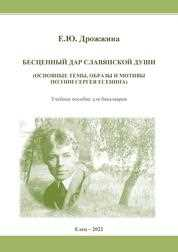 Е.Ю. Дрожжина
БЕСЦЕННЫЙ ДАР СЛАВЯНСКОЙ ДУШИ
(ОСНОВНЫЕ ТЕМЫ, ОБРАЗЫ И МОТИВЫ
ПОЭЗИИ СЕРГЕЯ ЕСЕНИНА)
Учебное пособие для бакалавров
Елец – 2021